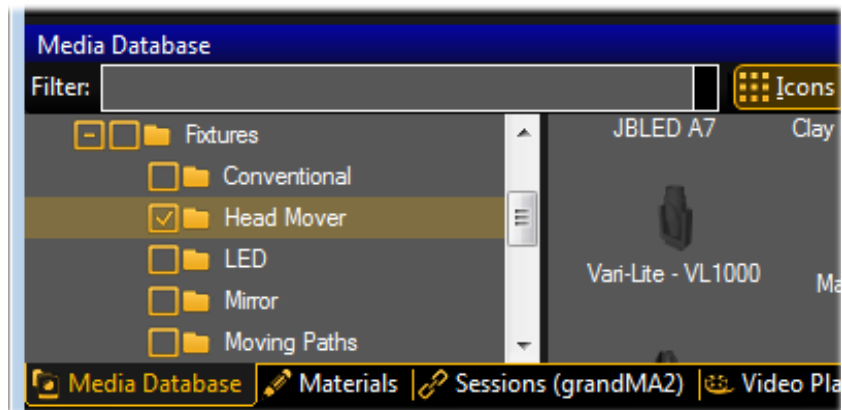 Media Database
Filter:
Icons
Fixtures
Conventional
Head Mover
LED
Mirror
Moving Paths
JBLED A7 Clay
Vari-Lite - VL1000 Ma
Media Database Materials Sessions (grandMA2) Video Pla